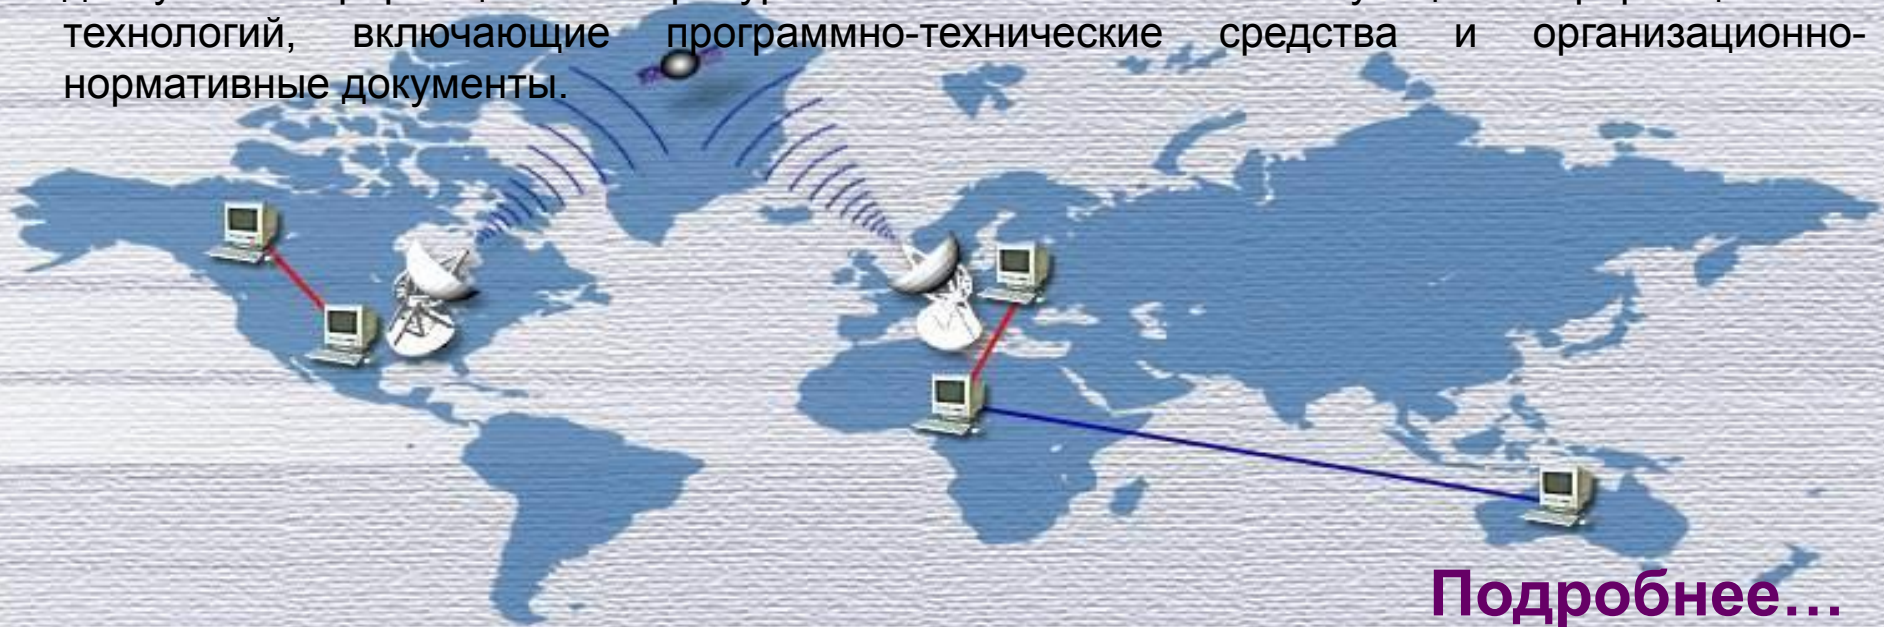 технологий, включающие программно-технические средства и организационно-
нормативные документы.
Подробнее…